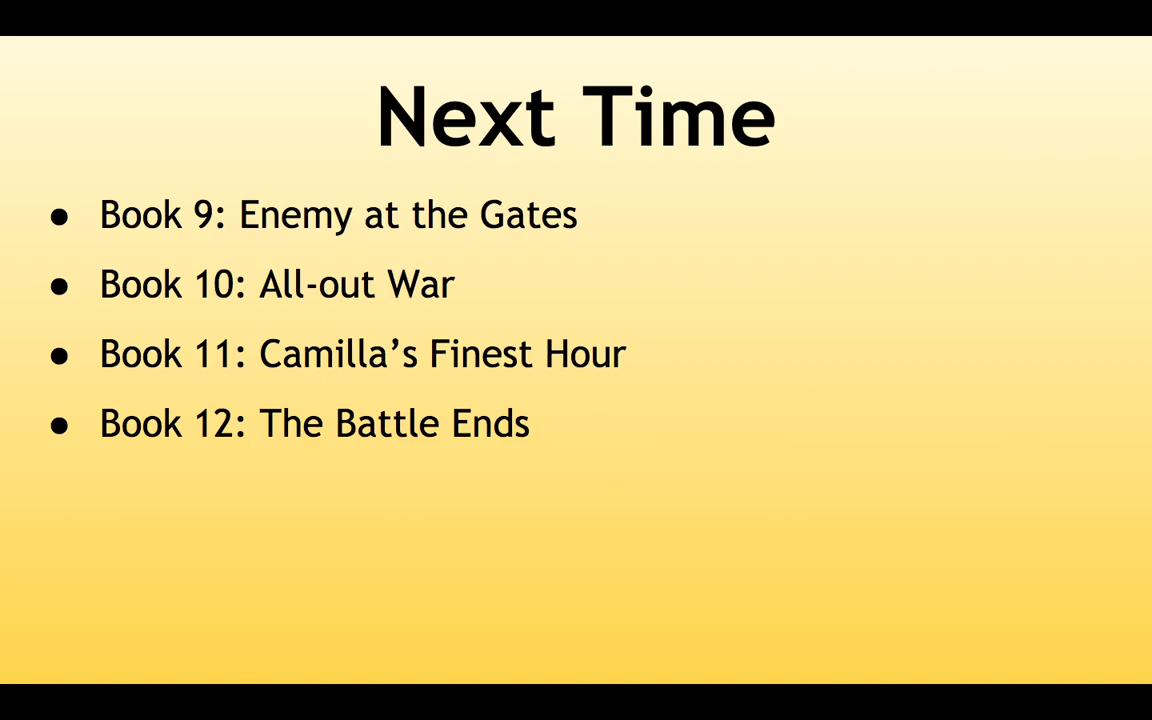 Next Time
● Book 9: Enemy at the Gates
● Book 10: All-out War
● Book 11: Camilla’s Finest Hour
● Book 12: The Battle Ends